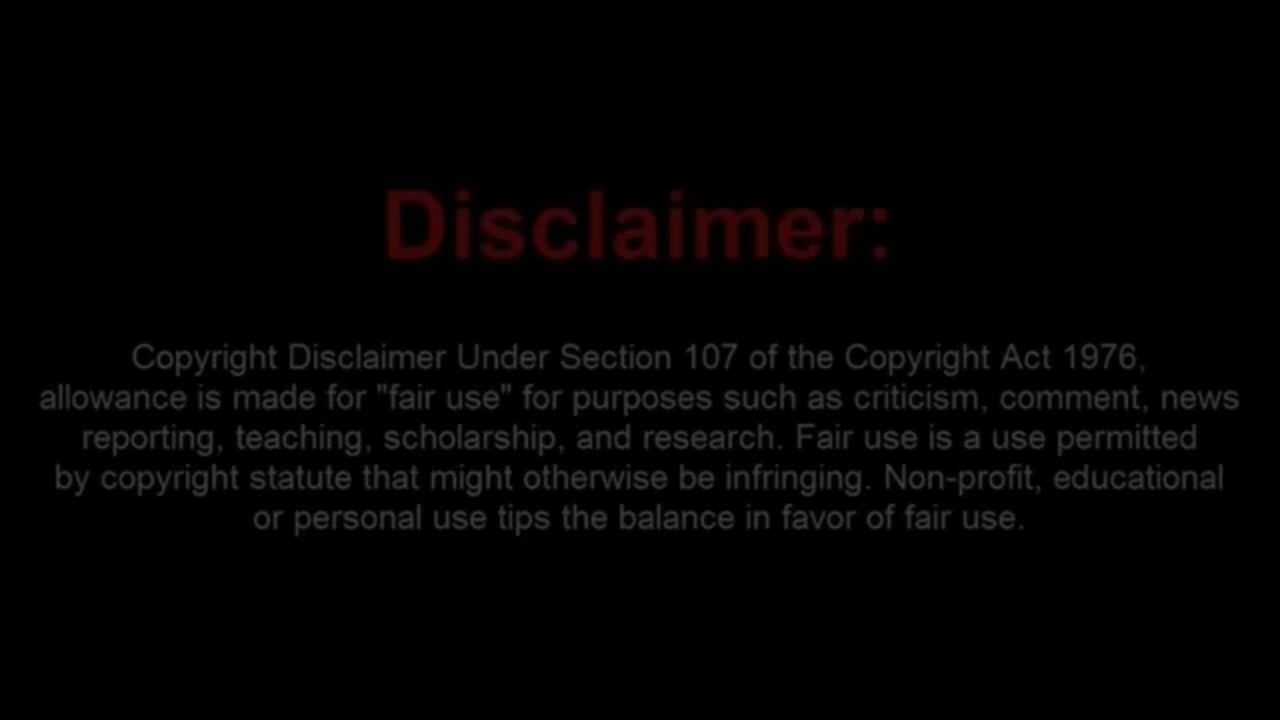 Disclaimer:
Copyright Disclaimer Under Section 107 of the Copyright Act 1976,
allowance is made for "fair use" for purposes such as criticism, comment, news
reporting, teaching, scholarship, and research. Fair use is a use permitted
by copyright statute that might otherwise be infringing. Non-profit, educational
or personal use tips the balance in favor of fair use.